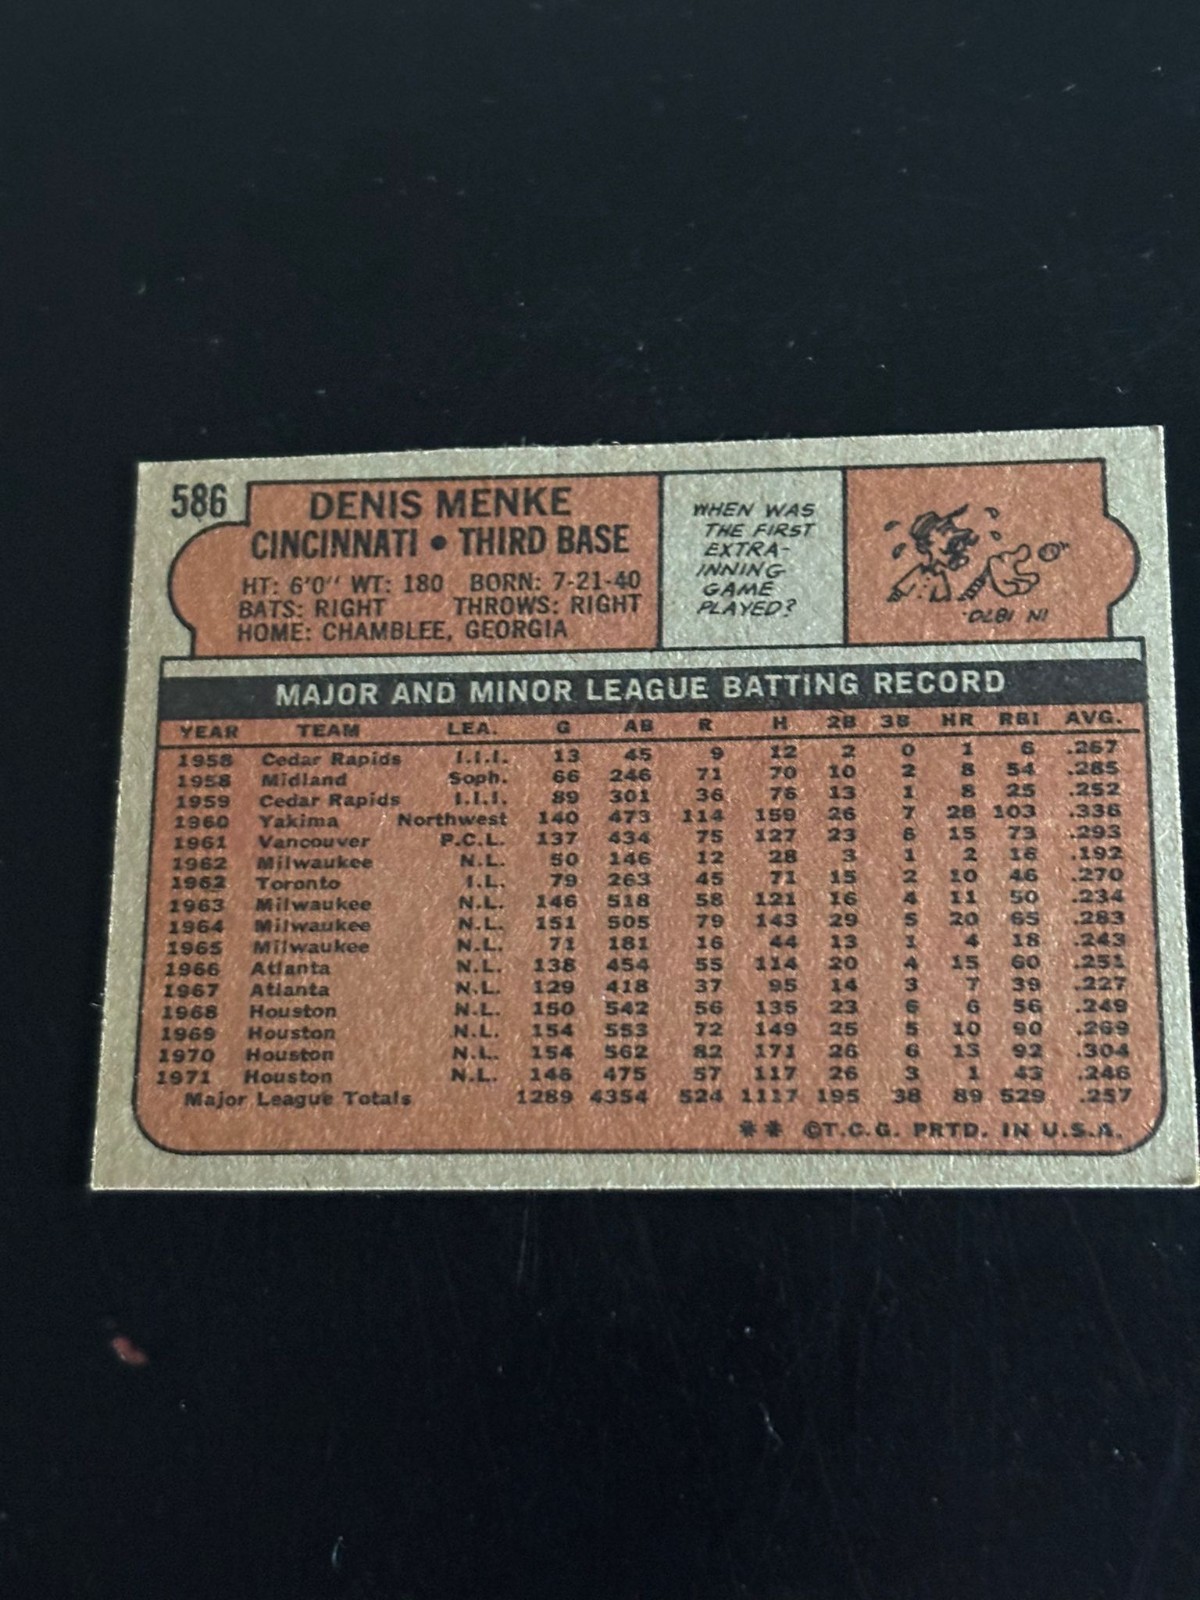 586
DENIS MENKE
CINCINNATI • THIRD BASE
HT: 6'0" WT: 180 BORN: 7-21-40
BATS: RIGHT THROWS: RIGHT
HOME: CHAMBLEE, GEORGIA
WHEN WAS
THE FIRST
EXTRA-
INNING
GAME
PLAYED?
IN 1870.
MAJOR AND MINOR LEAGUE BATTING RECORD
YEAR TEAM LEA. G AB R H 2B 3B HR RBI AVG.
1958 Cedar Rapids I.I.I. 13 45 9 12 2 0 1 6 .267
1958 Midland Soph. 66 246 71 70 10 2 8 54 .285
1959 Cedar Rapids I.I.I. 89 301 36 76 13 1 8 25 .252
1960 Yakima Northwest 140 473 114 159 26 7 28 103 .336
1961 Vancouver P.C.L. 137 434 75 127 23 6 15 73 .293
1962 Milwaukee N.L. 50 146 12 28 3 1 2 16 .192
1962 Toronto I.L. 79 263 45 71 15 2 10 46 .270
1963 Milwaukee N.L. 146 518 58 121 16 4 11 50 .234
1964 Milwaukee N.L. 151 505 79 143 29 5 20 65 .283
1965 Milwaukee N.L. 71 181 16 44 13 1 4 18 .243
1966 Atlanta N.L. 138 454 55 114 20 4 15 60 .251
1967 Atlanta N.L. 129 418 37 95 14 3 7 39 .227
1968 Houston N.L. 150 542 56 135 23 6 6 56 .249
1969 Houston N.L. 154 553 72 149 25 5 10 90 .269
1970 Houston N.L. 154 562 82 171 26 6 13 92 .304
1971 Houston N.L. 146 475 57 117 26 3 1 43 .246
Major League Totals 1289 4354 524 1117 195 38 89 529 .257
** ©T.C.G. PRTD. IN U.S.A.